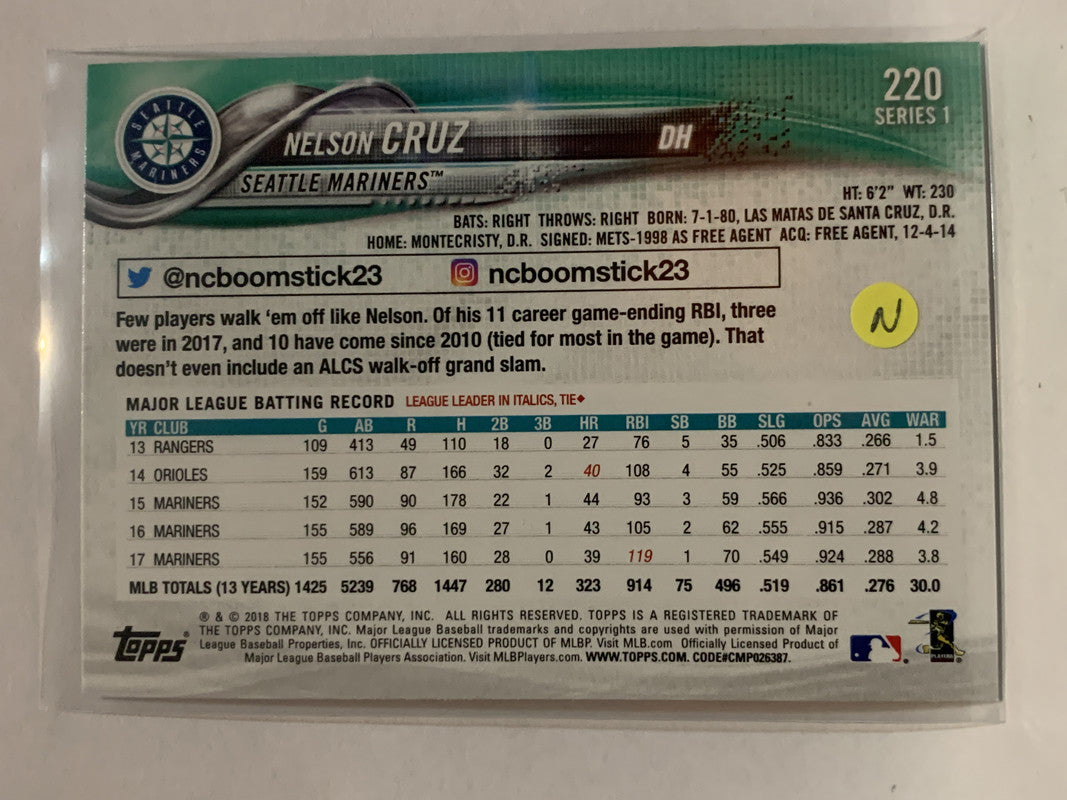 220
SERIES 1
SEATTLE MARINERS
NELSON CRUZ DH
SEATTLE MARINERS™
HT: 6'2" WT: 230
BATS: RIGHT THROWS: RIGHT BORN: 7-1-80, LAS MATAS DE SANTA CRUZ, D.R.
HOME: MONTECRISTY, D.R. SIGNED: METS-1998 AS FREE AGENT ACQ: FREE AGENT, 12-4-14
@ncboomstick23 ncboomstick23
Few players walk 'em off like Nelson. Of his 11 career game-ending RBI, three
were in 2017, and 10 have come since 2010 (tied for most in the game). That
doesn't even include an ALCS walk-off grand slam.
N
MAJOR LEAGUE BATTING RECORD LEAGUE LEADER IN ITALICS, TIE◆
YR CLUB G AB R H 2B 3B HR RBI SB BB SLG OPS AVG WAR
13 RANGERS 109 413 49 110 18 0 27 76 5 35 .506 .833 .266 1.5
14 ORIOLES 159 613 87 166 32 2 40 108 4 55 .525 .859 .271 3.9
15 MARINERS 152 590 90 178 22 1 44 93 3 59 .566 .936 .302 4.8
16 MARINERS 155 589 96 169 27 1 43 105 2 62 .555 .915 .287 4.2
17 MARINERS 155 556 91 160 28 0 39 119 1 70 .549 .924 .288 3.8
MLB TOTALS (13 YEARS) 1425 5239 768 1447 280 12 323 914 75 496 .519 .861 .276 30.0
® & © 2018 THE TOPPS COMPANY, INC. ALL RIGHTS RESERVED. TOPPS IS A REGISTERED TRADEMARK OF
THE TOPPS COMPANY, INC. Major League Baseball trademarks and copyrights are used with permission of Major
League Baseball Properties, Inc. OFFICIALLY LICENSED PRODUCT OF MLBP. Visit MLB.com Officially Licensed Product of
Major League Baseball Players Association. Visit MLBPlayers.com. WWW.TOPPS.COM. CODE#CMP026387.
Topps®
PLAYERS